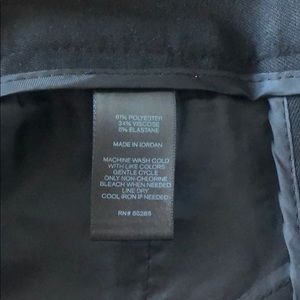 61% POLYESTER
34% VISCOSE
5% ELASTANE
MADE IN JORDAN
MACHINE WASH COLD
WITH LIKE COLORS
GENTLE CYCLE
ONLY NON-CHLORINE
BLEACH WHEN NEEDED
LINE DRY
COOL IRON IF NEEDED
RN#